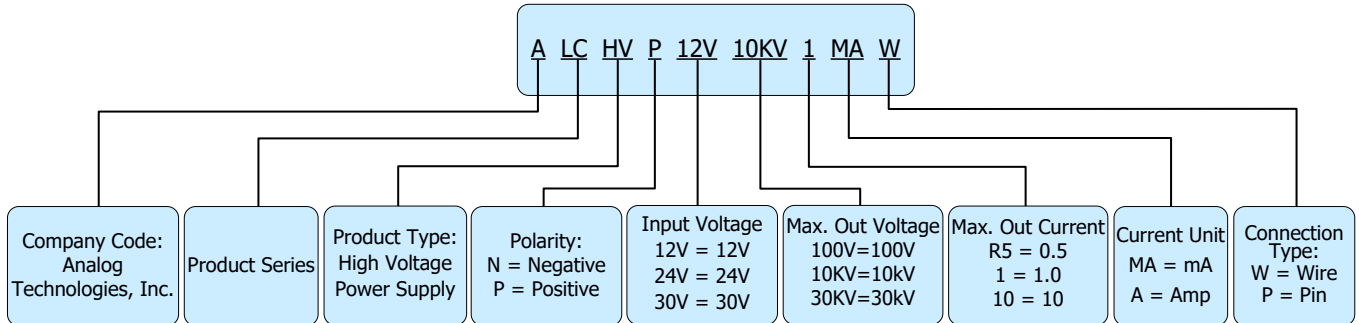 A LC HV P 12V 10KV 1 MA W
Company Code:
Analog
Technologies, Inc.
Product Series
Product Type:
High Voltage
Power Supply
Polarity:
N = Negative
P = Positive
Input Voltage
12V = 12V
24V = 24V
30V = 30V
Max. Out Voltage
100V=100V
10KV=10kV
30KV=30kV
Max. Out Current
R5 = 0.5
1 = 1.0
10 = 10
Current Unit
MA = mA
A = Amp
Connection
Type:
W = Wire
P = Pin